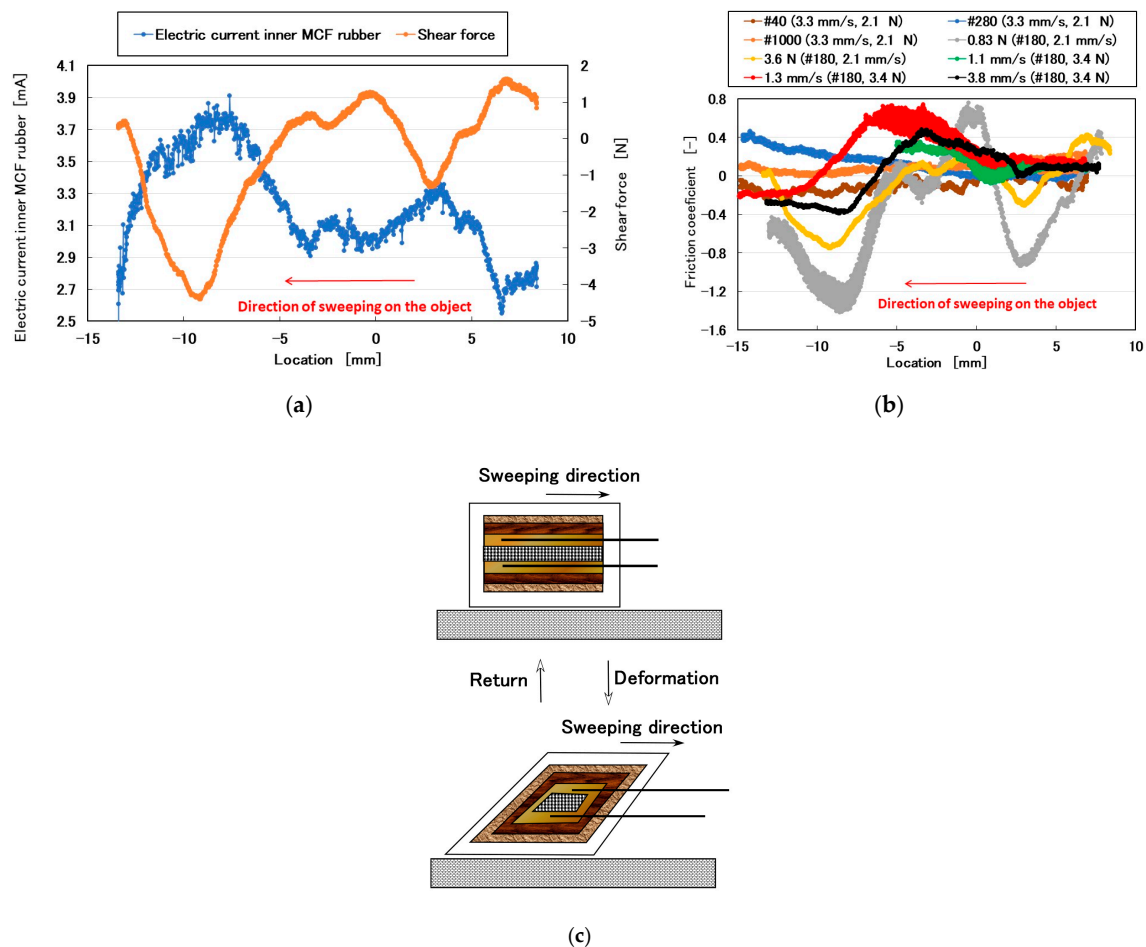 Electric current inner MCF rubber Shear force
4.1 2
3.9 1
3.7 0
3.5 −1
3.3
3.1 −2
2.9 −3
2.7 −4
2.5 −5
−15 −10 −5 0 5 10
Electric current inner MCF rubber [mA]
Shear force [N]
Location [mm]
Direction of sweeping on the object
(a)
#40 (3.3 mm/s, 2.1 N) #280 (3.3 mm/s, 2.1 N)
#1000 (3.3 mm/s, 2.1 N) 0.83 N (#180, 2.1 mm/s)
3.6 N (#180, 2.1 mm/s) 1.1 mm/s (#180, 3.4 N)
1.3 mm/s (#180, 3.4 N) 3.8 mm/s (#180, 3.4 N)
0.8
0.4
0
−0.4
−0.8
−1.2
−1.6
−15 −10 −5 0 5 10
Friction coeeficient [-]
Location [mm]
Direction of sweeping on the object
(b)
Sweeping direction
Return Deformation
Sweeping direction
(c)